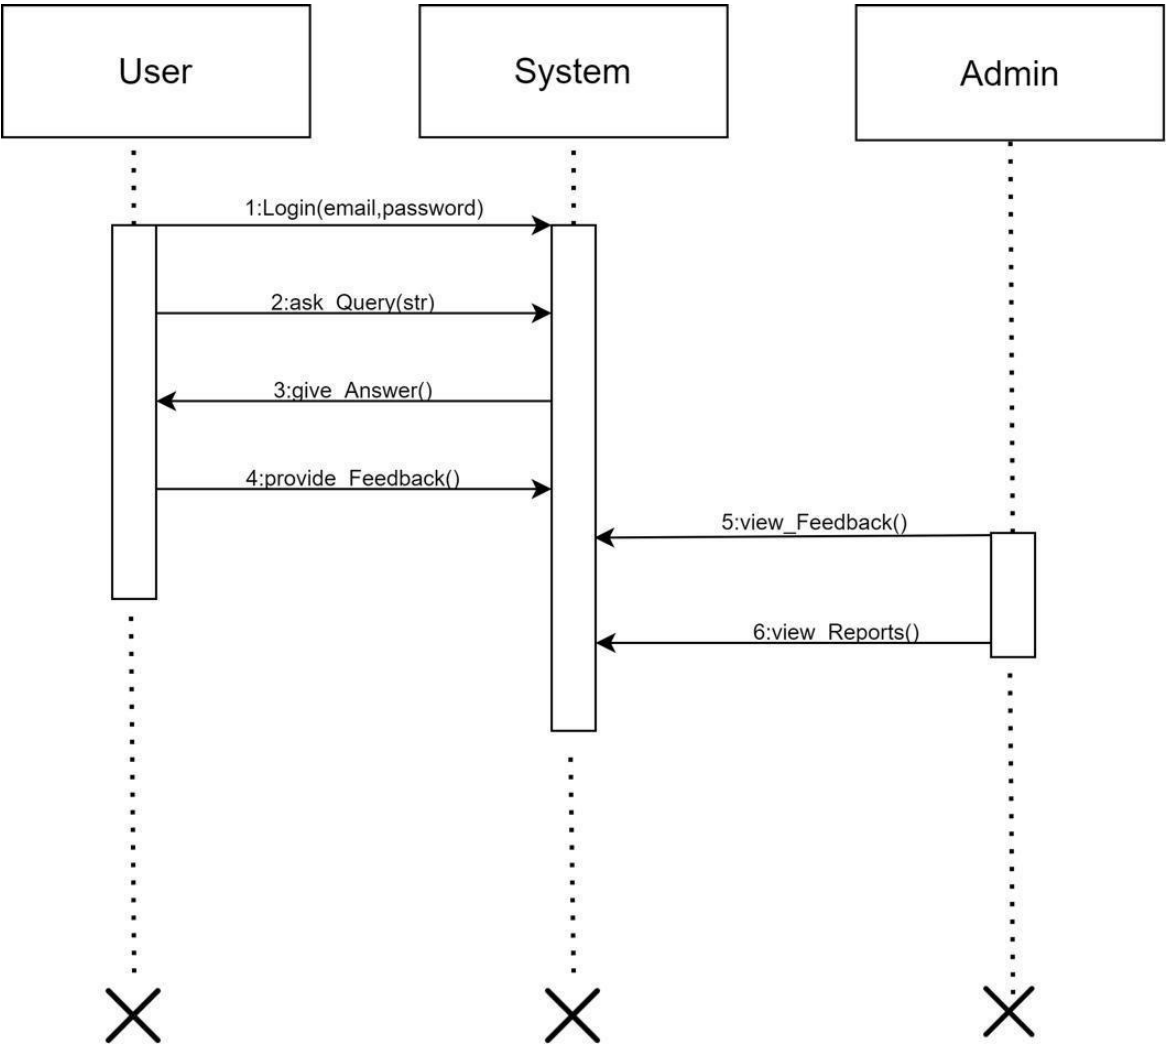 User
System
Admin
1:Login(email,password)
2:ask_Query(str)
3:give_Answer()
4:provide_Feedback()
5:view_Feedback()
6:view_Reports()